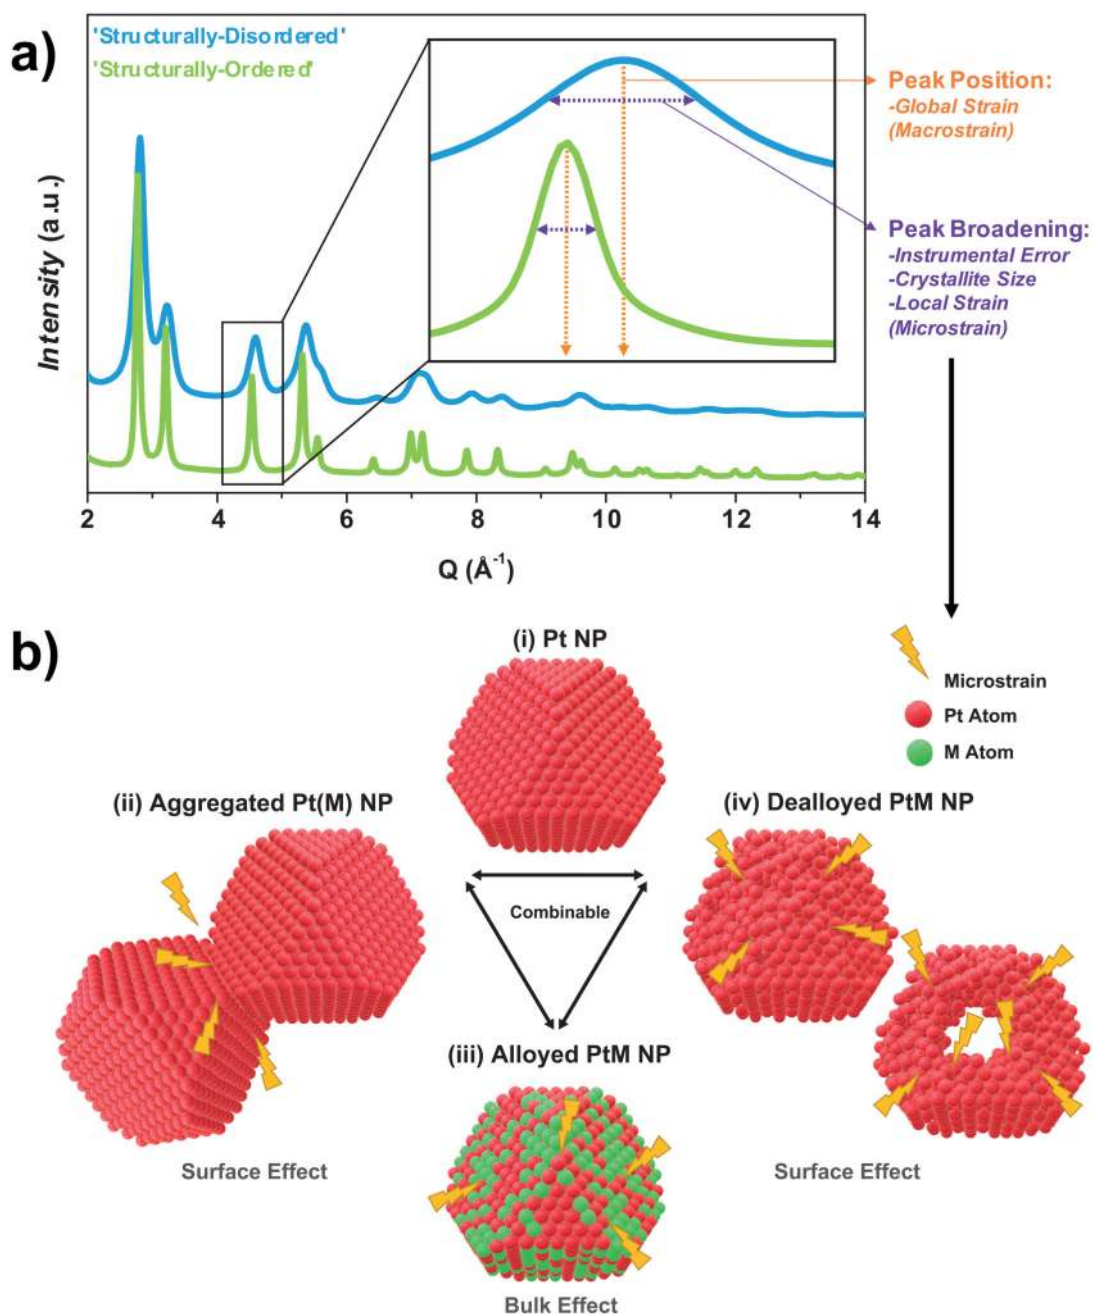 a)
'Structurally-Disordered'
'Structurally-Ordered'
Peak Position:
-Global Strain
(Macrostrain)
Peak Broadening:
-Instrumental Error
-Crystallite Size
-Local Strain
(Microstrain)
Intensity (a.u.)
2 4 6 8 10 12 14
Q (Å⁻¹)
b)
(i) Pt NP
Microstrain
Pt Atom
M Atom
(ii) Aggregated Pt(M) NP
(iv) Dealloyed PtM NP
Combinable
(iii) Alloyed PtM NP
Surface Effect
Surface Effect
Bulk Effect